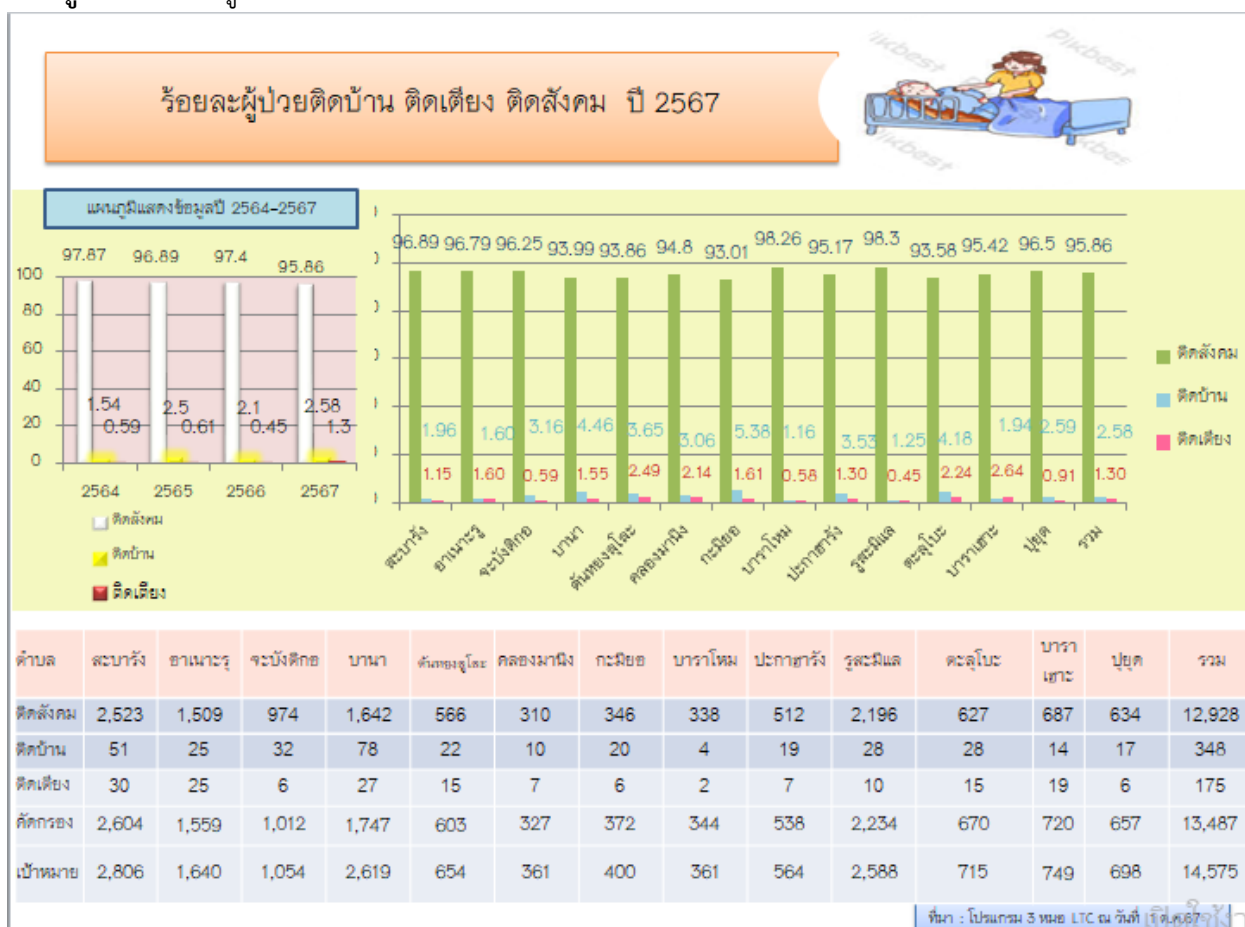 ร้อยละผู้ป่วยติดบ้าน ติดเตียง ติดสังคม ปี 2567
Pikbest
Pikbest
Pikbest
Pikbest
แผนภูมิแสดงข้อมูลปี 2564-2567
97.87 96.89 97.4 95.86
100
80
60
40
20
0
1.54 2.5 2.1 2.58
0.59 0.61 0.45 1.3
2564 2565 2566 2567
ติดสังคม
ติดบ้าน
ติดเตียง
96.89 96.79 96.25 93.99 93.86 94.8 93.01 98.26 95.17 98.3 93.58 95.42 96.5 95.86
1.96 1.60 3.16 4.46 3.65 3.06 5.38 1.16 3.53 1.25 4.18 1.94 2.59 2.58
1.15 1.60 0.59 1.55 2.49 2.14 1.61 0.58 1.30 0.45 2.24 2.64 0.91 1.30
สะบารัง อาเนาะรู จะบังติกอ บานา ตันหยงลุโละ คลองมานิง กะมิยอ บาราโหม ปะกาฮารัง รูสะมิแล ตะลุโบะ บาราเฮาะ ปุยุด รวม
ติดสังคม
ติดบ้าน
ติดเตียง
ตำบล สะบารัง อาเนาะรุ จะบังติกอ บานา ตันหยงลูโละ คลองมานิง กะมิยอ บาราโหม ปะกาฮารัง รูสะมิแล ตะลุโบะ บาราเฮาะ ปุยุด รวม
ติดสังคม 2,523 1,509 974 1,642 566 310 346 338 512 2,196 627 687 634 12,928
ติดบ้าน 51 25 32 78 22 10 20 4 19 28 28 14 17 348
ติดเตียง 30 25 6 27 15 7 6 2 7 10 15 19 6 175
คัดกรอง 2,604 1,559 1,012 1,747 603 327 372 344 538 2,234 670 720 657 13,487
เป้าหมาย 2,806 1,640 1,054 2,619 654 361 400 361 564 2,588 715 749 698 14,575
ที่มา : โปรแกรม 3 หมอ LTC ณ วันที่ 1 ต.ค.67